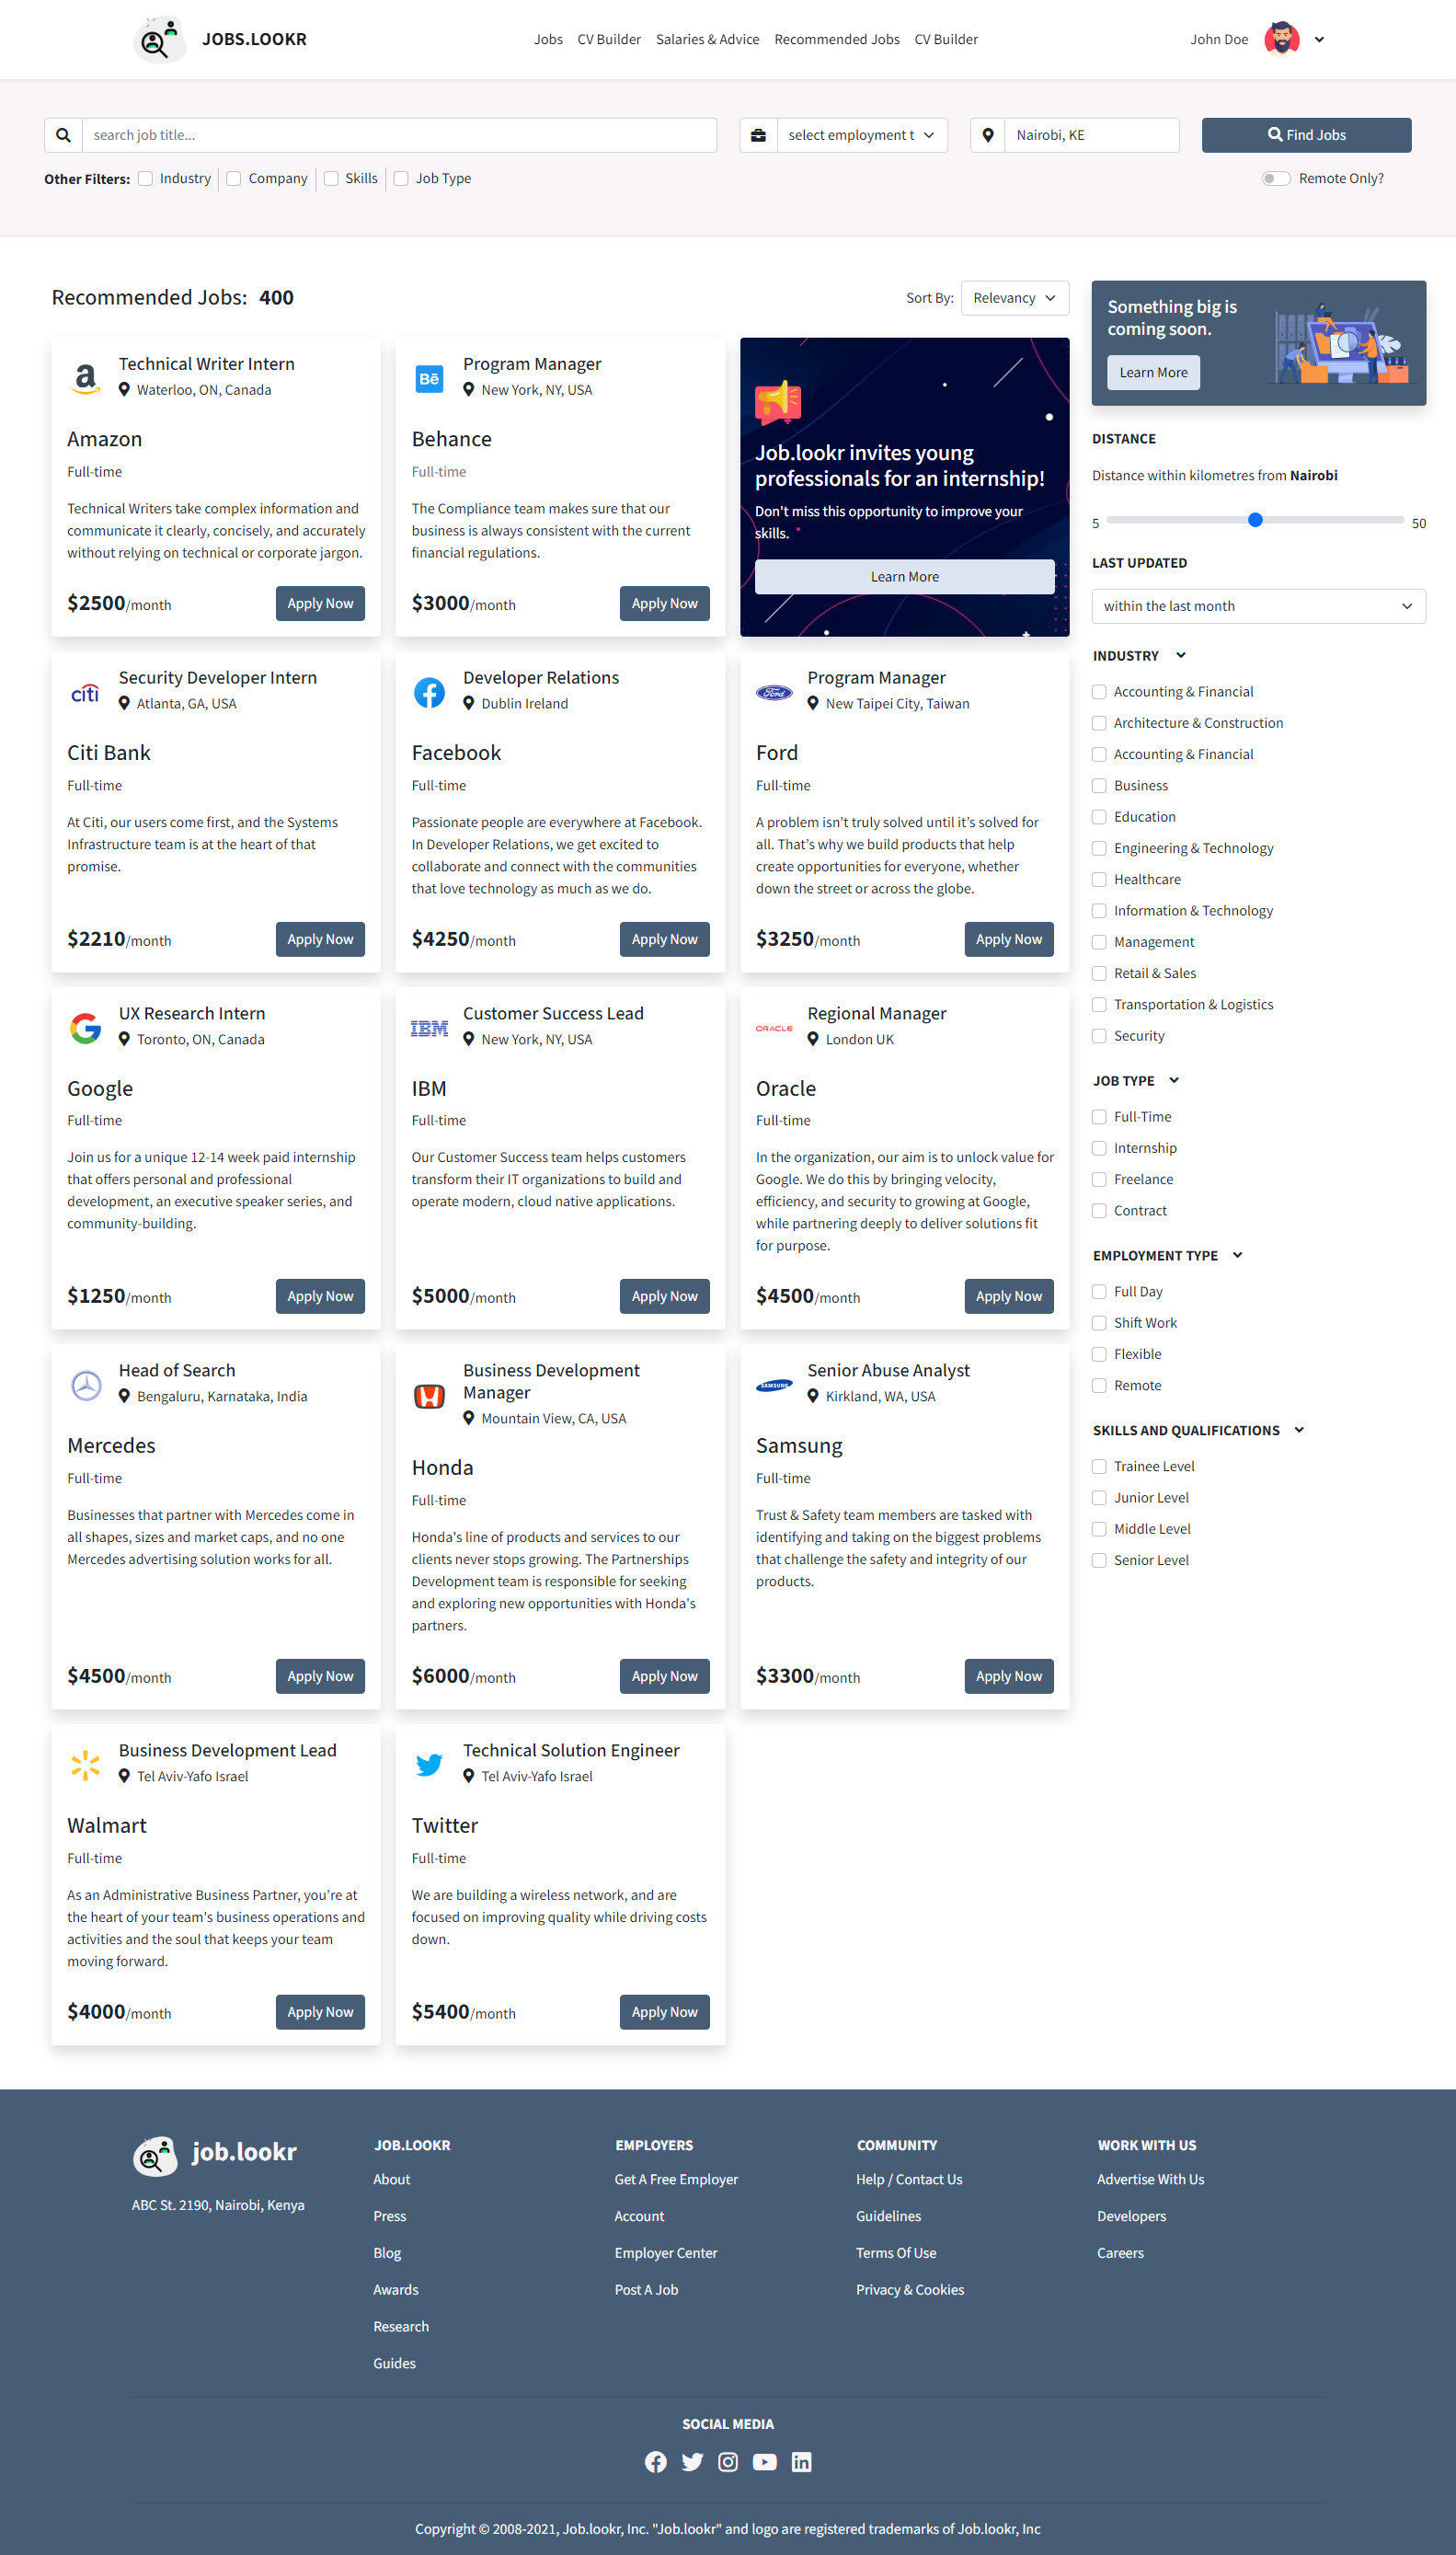 JOBS.LOOKR
Jobs CV Builder Salaries & Advice Recommended Jobs CV Builder
John Doe
search job title...
select employment t
Nairobi, KE
Find Jobs
Other Filters: Industry Company Skills Job Type
Remote Only?
Recommended Jobs: 400
Sort By: Relevancy
Technical Writer Intern
Waterloo, ON, Canada
Amazon
Full-time
Technical Writers take complex information and
communicate it clearly, concisely, and accurately
without relying on technical or corporate jargon.
$2500/month
Apply Now
Bē
Program Manager
New York, NY, USA
Behance
Full-time
The Compliance team makes sure that our
business is always consistent with the current
financial regulations.
$3000/month
Apply Now
Job.lookr invites young
professionals for an internship!
Don't miss this opportunity to improve your
skills.
Learn More
citi
Security Developer Intern
Atlanta, GA, USA
Citi Bank
Full-time
At Citi, our users come first, and the Systems
Infrastructure team is at the heart of that
promise.
$2210/month
Apply Now
Developer Relations
Dublin Ireland
Facebook
Full-time
Passionate people are everywhere at Facebook.
In Developer Relations, we get excited to
collaborate and connect with the communities
that love technology as much as we do.
$4250/month
Apply Now
Ford
Program Manager
New Taipei City, Taiwan
Ford
Full-time
A problem isn’t truly solved until it’s solved for
all. That’s why we build products that help
create opportunities for everyone, whether
down the street or across the globe.
$3250/month
Apply Now
UX Research Intern
Toronto, ON, Canada
Google
Full-time
Join us for a unique 12-14 week paid internship
that offers personal and professional
development, an executive speaker series, and
community-building.
$1250/month
Apply Now
IBM
Customer Success Lead
New York, NY, USA
IBM
Full-time
Our Customer Success team helps customers
transform their IT organizations to build and
operate modern, cloud native applications.
$5000/month
Apply Now
ORACLE
Regional Manager
London UK
Oracle
Full-time
In the organization, our aim is to unlock value for
Google. We do this by bringing velocity,
efficiency, and security to growing at Google,
while partnering deeply to deliver solutions fit
for purpose.
$4500/month
Apply Now
Head of Search
Bengaluru, Karnataka, India
Mercedes
Full-time
Businesses that partner with Mercedes come in
all shapes, sizes and market caps, and no one
Mercedes advertising solution works for all.
$4500/month
Apply Now
Business Development
Manager
Mountain View, CA, USA
Honda
Full-time
Honda's line of products and services to our
clients never stops growing. The Partnerships
Development team is responsible for seeking
and exploring new opportunities with Honda's
partners.
$6000/month
Apply Now
SAMSUNG
Senior Abuse Analyst
Kirkland, WA, USA
Samsung
Full-time
Trust & Safety team members are tasked with
identifying and taking on the biggest problems
that challenge the safety and integrity of our
products.
$3300/month
Apply Now
Business Development Lead
Tel Aviv-Yafo Israel
Walmart
Full-time
As an Administrative Business Partner, you're at
the heart of your team's business operations and
activities and the soul that keeps your team
moving forward.
$4000/month
Apply Now
Technical Solution Engineer
Tel Aviv-Yafo Israel
Twitter
Full-time
We are building a wireless network, and are
focused on improving quality while driving costs
down.
$5400/month
Apply Now
Something big is
coming soon.
Learn More
DISTANCE
Distance within kilometres from Nairobi
5 50
LAST UPDATED
within the last month
INDUSTRY
Accounting & Financial
Architecture & Construction
Accounting & Financial
Business
Education
Engineering & Technology
Healthcare
Information & Technology
Management
Retail & Sales
Transportation & Logistics
Security
JOB TYPE
Full-Time
Internship
Freelance
Contract
EMPLOYMENT TYPE
Full Day
Shift Work
Flexible
Remote
SKILLS AND QUALIFICATIONS
Trainee Level
Junior Level
Middle Level
Senior Level
job.lookr
ABC St. 2190, Nairobi, Kenya
JOB.LOOKR
About
Press
Blog
Awards
Research
Guides
EMPLOYERS
Get A Free Employer
Account
Employer Center
Post A Job
COMMUNITY
Help / Contact Us
Guidelines
Terms Of Use
Privacy & Cookies
WORK WITH US
Advertise With Us
Developers
Careers
SOCIAL MEDIA
Copyright © 2008-2021, Job.lookr, Inc. "Job.lookr" and logo are registered trademarks of Job.lookr, Inc